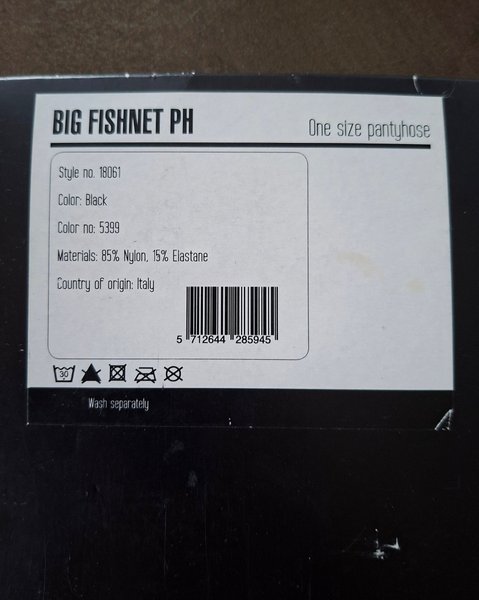 BIG FISHNET PH
One size pantyhose
Style no. 18061
Color: Black
Color no: 5399
Materials: 85% Nylon, 15% Elastane
Country of origin: Italy
5 712644 285945
30
Wash separately